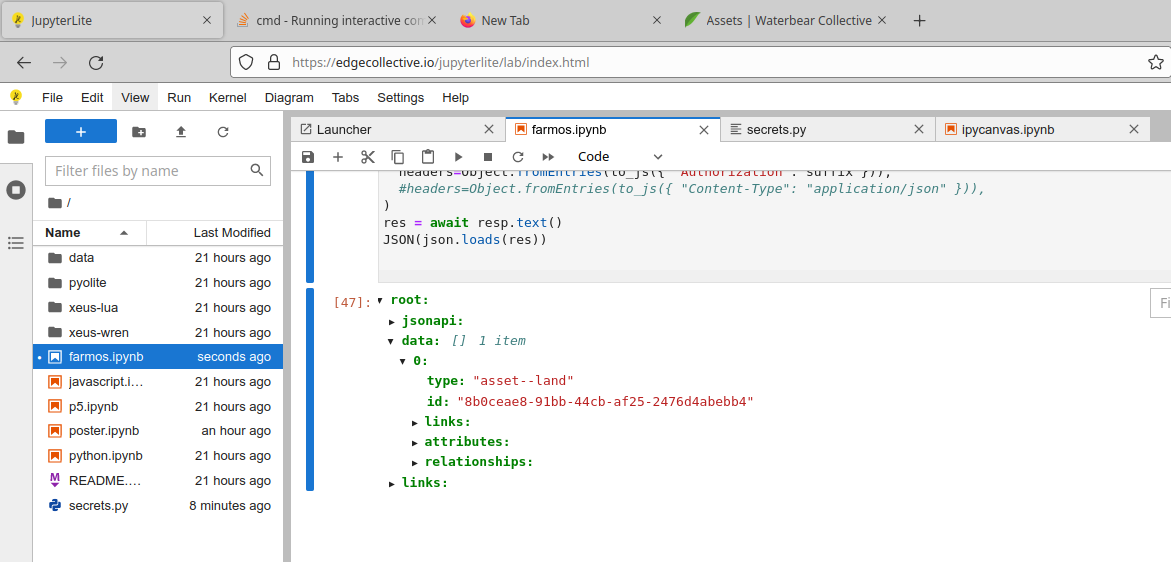 JupyterLite
cmd - Running interactive con
New Tab
Assets | Waterbear Collective
https://edgecollective.io/jupyterlite/lab/index.html
File Edit View Run Kernel Diagram Tabs Settings Help
Filter files by name
/
Name Last Modified
data 21 hours ago
pyolite 21 hours ago
xeus-lua 21 hours ago
xeus-wren 21 hours ago
farmos.ipynb seconds ago
javascript.i… 21 hours ago
p5.ipynb 21 hours ago
poster.ipynb an hour ago
python.ipynb 21 hours ago
README.… 21 hours ago
secrets.py 8 minutes ago
Launcher
farmos.ipynb
secrets.py
ipycanvas.ipynb
Code
headers=Object.fromEntries(to_js({ "Authorization": suffix })),
#headers=Object.fromEntries(to_js({ "Content-Type": "application/json" })),
)
res = await resp.text()
JSON(json.loads(res))
[47]:
root:
jsonapi:
data: [] 1 item
0:
type: "asset--land"
id: "8b0ceae8-91bb-44cb-af25-2476d4abebb4"
links:
attributes:
relationships:
links:
Fi